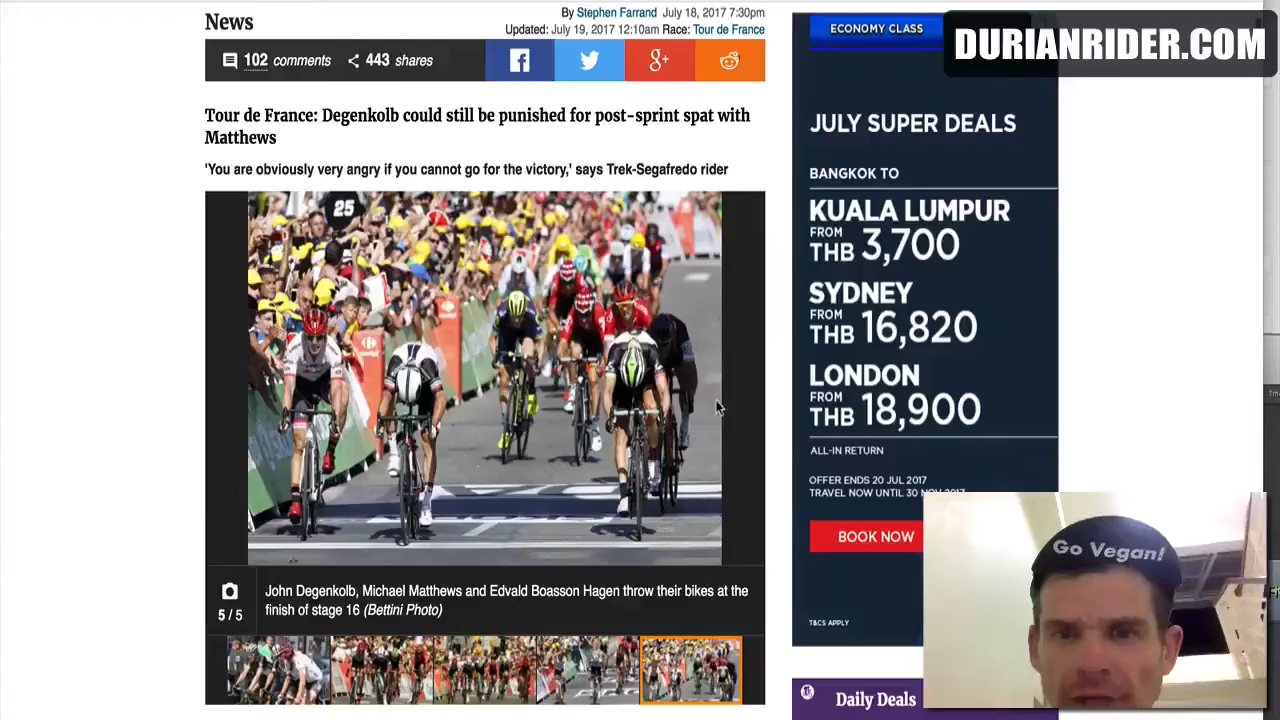 News
By Stephen Farrand July 18, 2017 7:30pm
Updated: July 19, 2017 12:10am Race: Tour de France
102 comments
443 shares
DURIANRIDER.COM
Tour de France: Degenkolb could still be punished for post-sprint spat with
Matthews
'You are obviously very angry if you cannot go for the victory,' says Trek-Segafredo rider
25
John Degenkolb, Michael Matthews and Edvald Boasson Hagen throw their bikes at the
finish of stage 16 (Bettini Photo)
5 / 5
ECONOMY CLASS
JULY SUPER DEALS
BANGKOK TO
KUALA LUMPUR
FROM
THB 3,700
SYDNEY
FROM
THB 16,820
LONDON
FROM
THB 18,900
ALL-IN RETURN
OFFER ENDS 20 JUL 2017
TRAVEL NOW UNTIL 30 NOV 2017
BOOK NOW
T&CS APPLY
Daily Deals
Go Vegan!